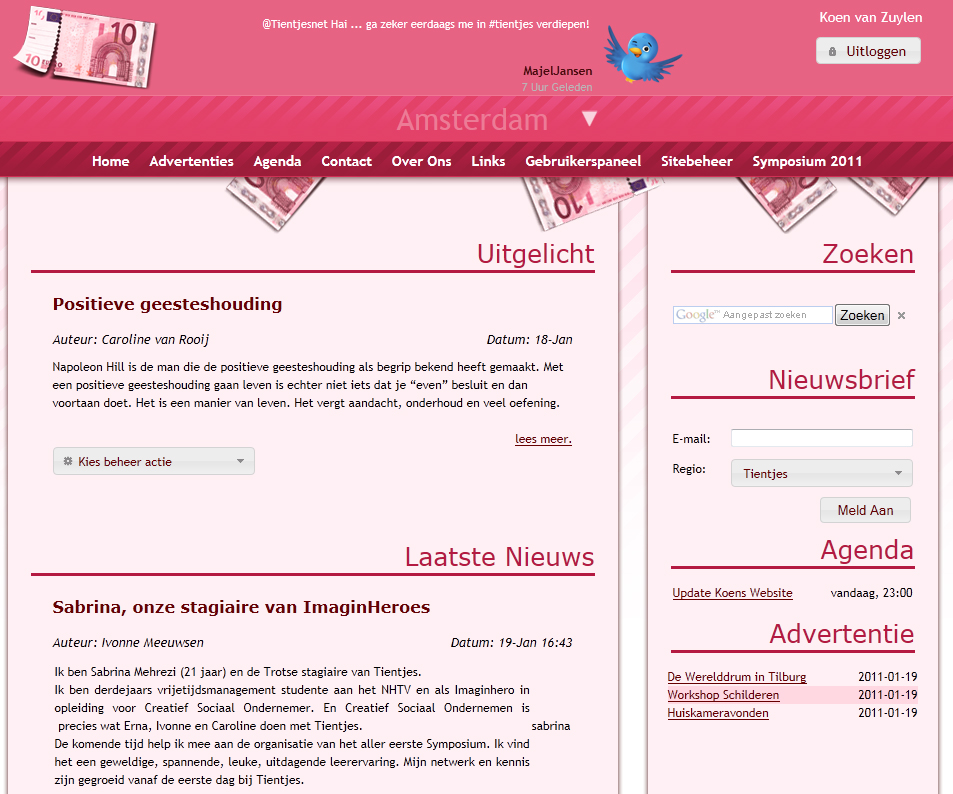 @Tientjesnet Hai ... ga zeker eerdaags me in #tientjes verdiepen!
MajelJansen
7 Uur Geleden
Koen van Zuylen
Uitloggen
10
10
Amsterdam
Home Advertenties Agenda Contact Over Ons Links Gebruikerspaneel Sitebeheer Symposium 2011
10
Uitgelicht
Positieve geesteshouding
Auteur: Caroline van Rooij Datum: 18-Jan
Napoleon Hill is de man die de positieve geesteshouding als begrip bekend heeft gemaakt. Met
een positieve geesteshouding gaan leven is echter niet iets dat je “even” besluit en dan
voortaan doet. Het is een manier van leven. Het vergt aandacht, onderhoud en veel oefening.
lees meer.
Kies beheer actie
Laatste Nieuws
Sabrina, onze stagiaire van ImaginHeroes
Auteur: Ivonne Meeuwsen Datum: 19-Jan 16:43
Ik ben Sabrina Mehrezi (21 jaar) en de Trotse stagiaire van Tientjes.
Ik ben derdejaars vrijetijdsmanagement studente aan het NHTV en als Imaginhero in
opleiding voor Creatief Sociaal Ondernemer. En Creatief Sociaal Ondernemen is
precies wat Erna, Ivonne en Caroline doen met Tientjes. sabrina
De komende tijd help ik mee aan de organisatie van het aller eerste Symposium. Ik vind
het een geweldige, spannende, leuke, uitdagende leerervaring. Mijn netwerk en kennis
zijn gegroeid vanaf de eerste dag bij Tientjes.
Zoeken
Google™ Aangepast zoeken Zoeken ×
Nieuwsbrief
E-mail:
Regio: Tientjes
Meld Aan
Agenda
Update Koens Website vandaag, 23:00
Advertentie
De Werelddrum in Tilburg 2011-01-19
Workshop Schilderen 2011-01-19
Huiskameravonden 2011-01-19